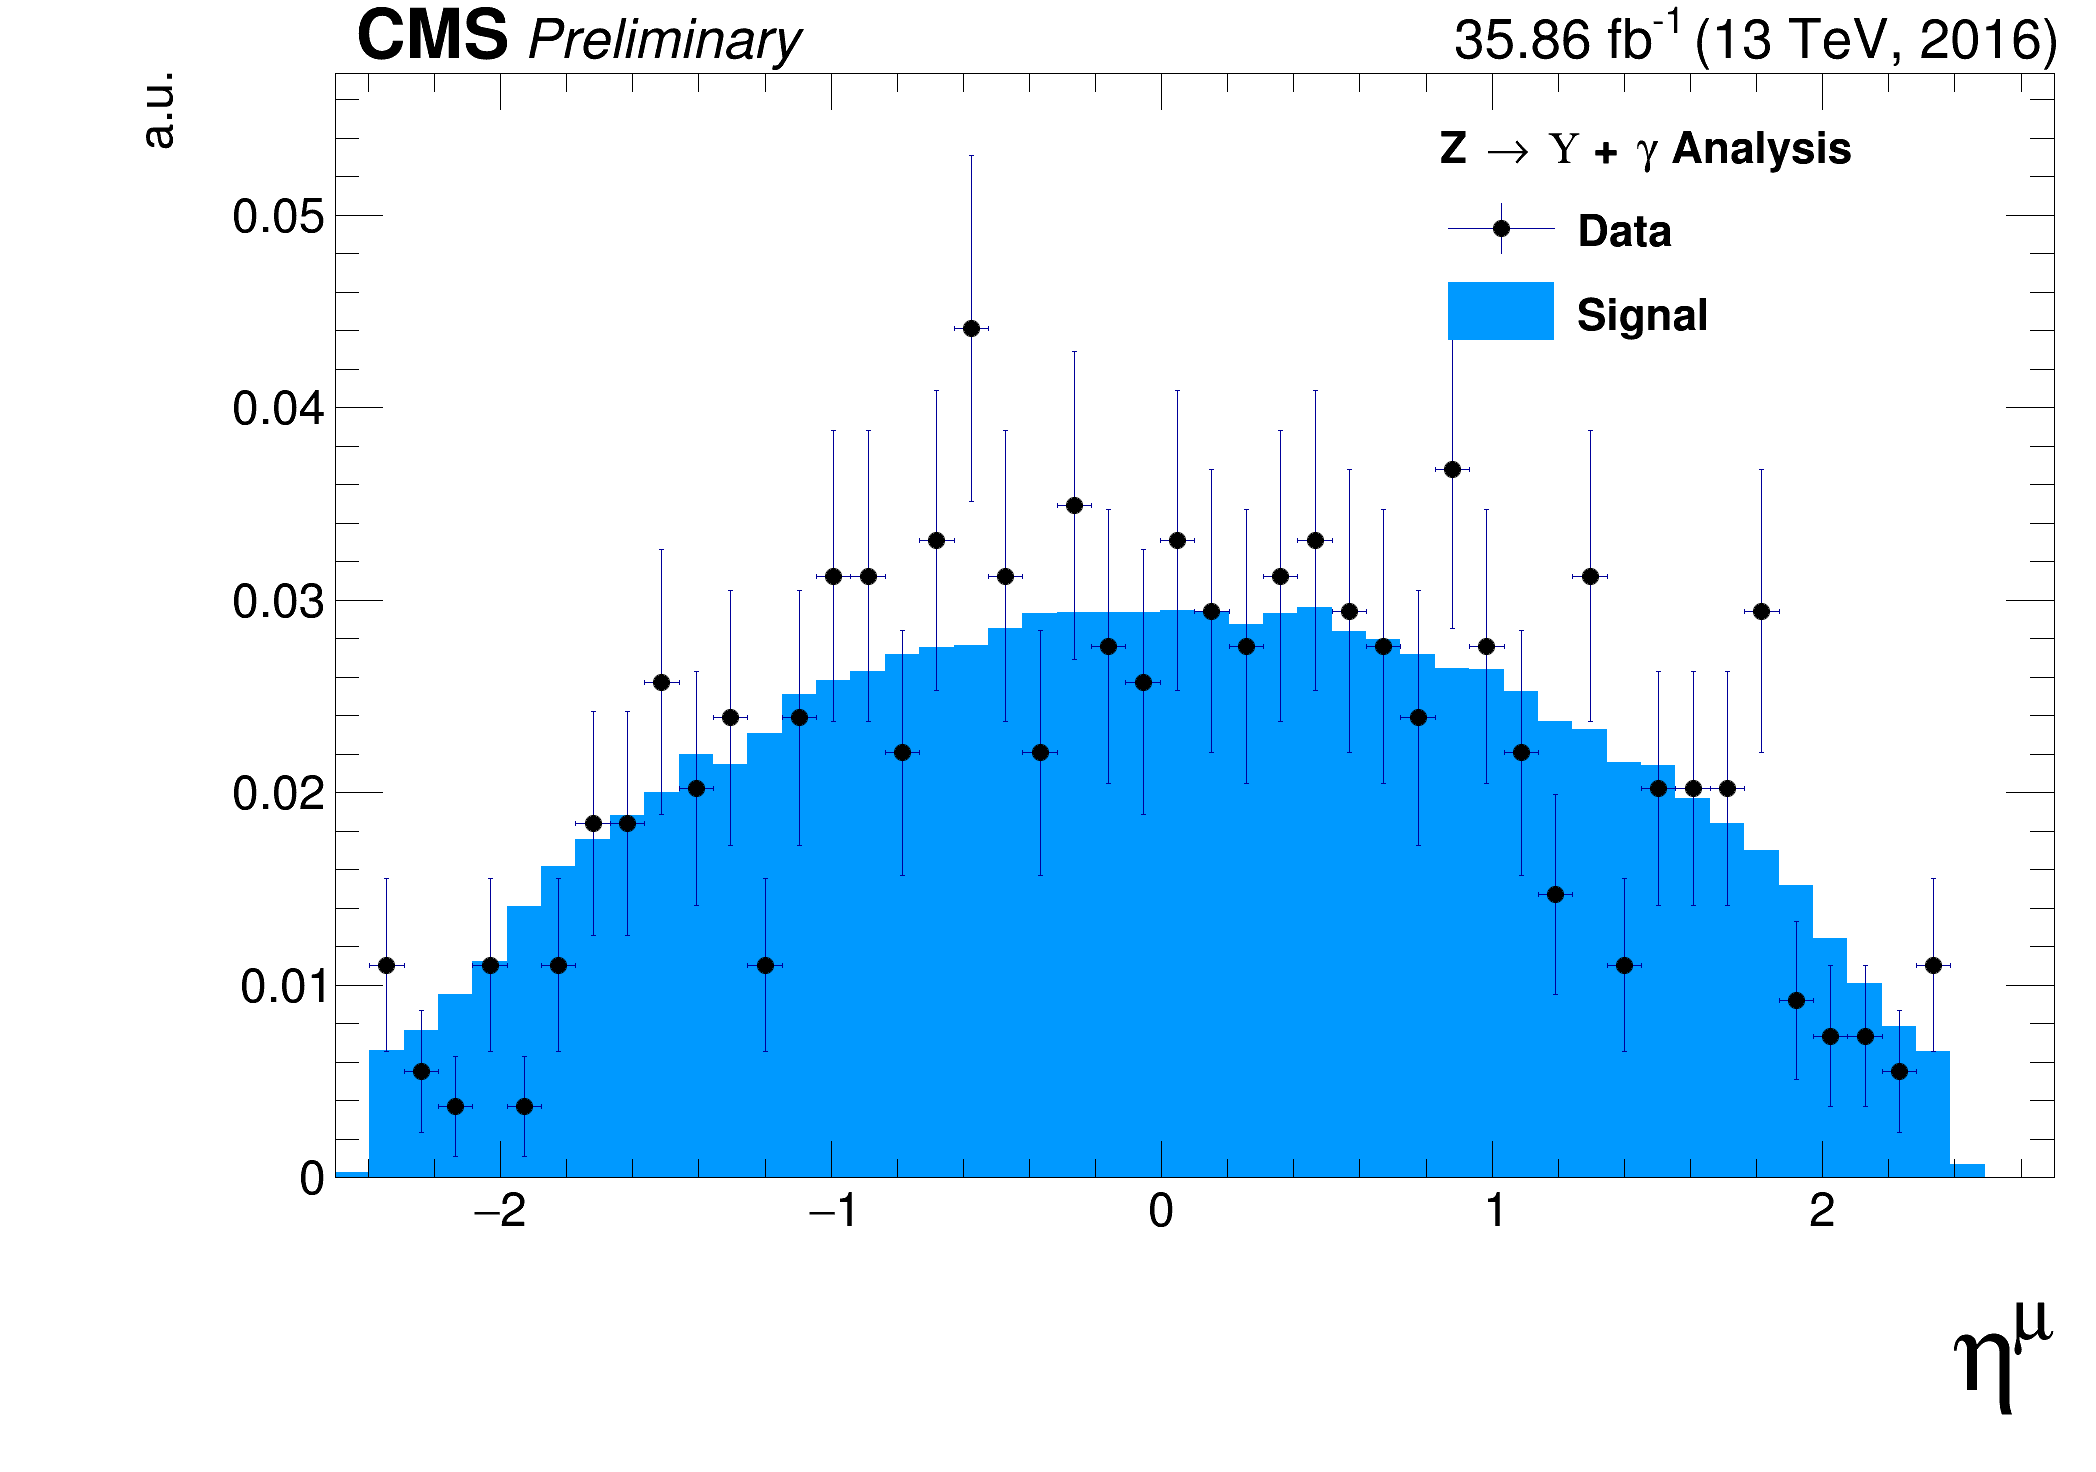 CMS Preliminary
35.86 fb⁻¹ (13 TeV, 2016)
a.u.
Z → Υ + γ Analysis
Data
Signal
0.05
0.04
0.03
0.02
0.01
0
−2 −1 0 1 2
η^μ